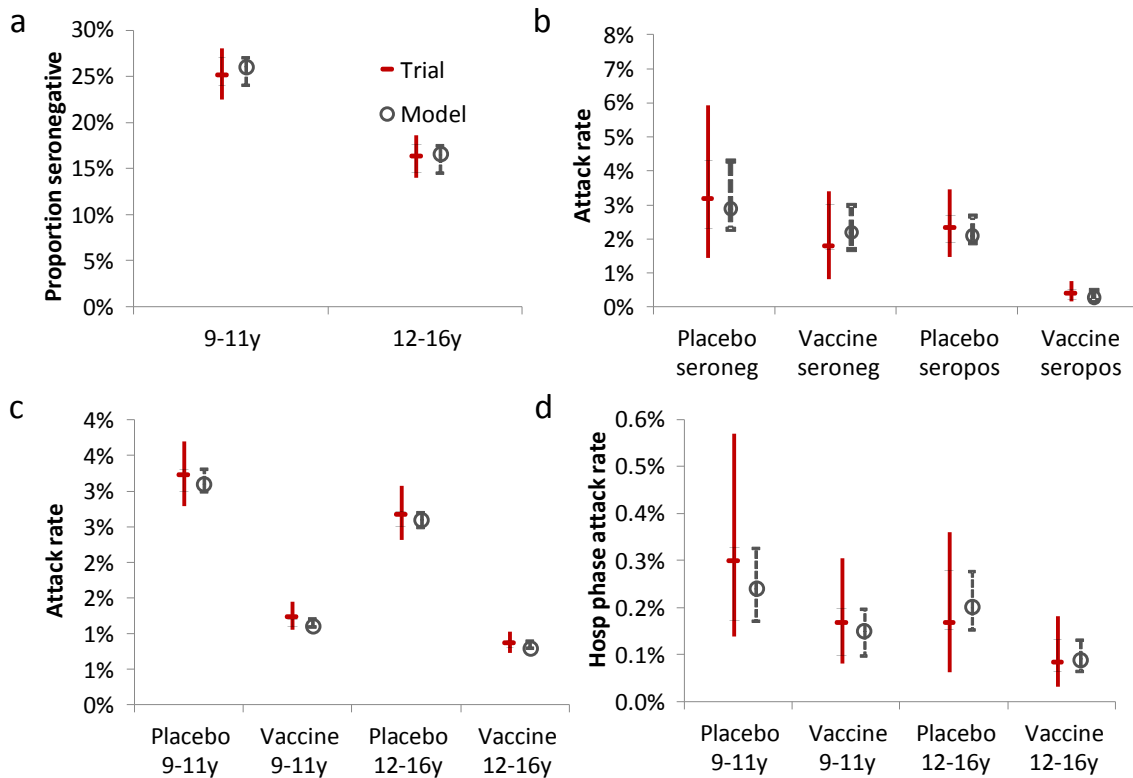 a
30%
25%
20%
15%
10%
5%
0%
Proportion seronegative
Trial
Model
9-11y
12-16y
b
8%
7%
6%
5%
4%
3%
2%
1%
0%
Attack rate
Placebo Vaccine Placebo Vaccine
seroneg seroneg seropos seropos
c
4%
4%
3%
3%
2%
2%
1%
1%
0%
Attack rate
Placebo Vaccine Placebo Vaccine
9-11y 9-11y 12-16y 12-16y
d
0.6%
0.5%
0.4%
0.3%
0.2%
0.1%
0.0%
Hosp phase attack rate
Placebo Vaccine Placebo Vaccine
9-11y 9-11y 12-16y 12-16y